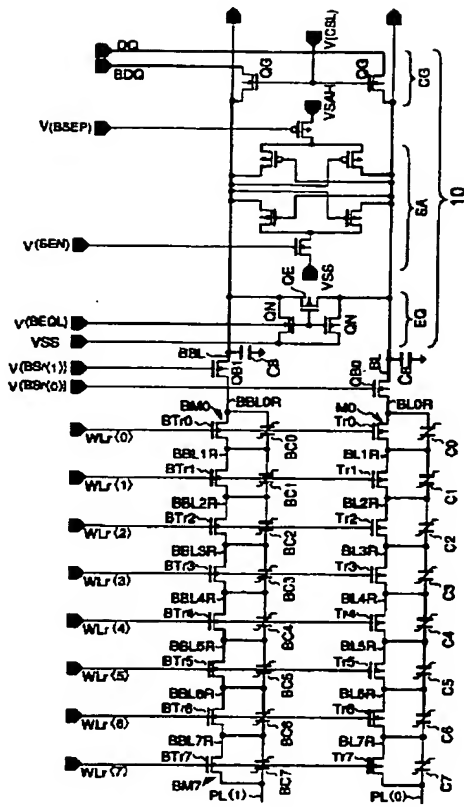 DQ
BDQ
V(CSL)
QG
QG
CG
V(BSEP)
VSAH
SA
10
V(SEN)
VSS
QE
V(BEQL)
QN
QN
EQ
VSS
BBL
CB
BL
CB
V(BSr(1))
QB1
V(BSr(0))
QB0
WLr(0)
BM0
BTr0
BBL0R
BC0
M0
Tr0
BL0R
C0
WLr(1)
BTr1
BBL1R
BC1
Tr1
BL1R
C1
WLr(2)
BTr2
BBL2R
BC2
Tr2
BL2R
C2
WLr(3)
BTr3
BBL3R
BC3
Tr3
BL3R
C3
WLr(4)
BTr4
BBL4R
BC4
Tr4
BL4R
C4
WLr(5)
BTr5
BBL5R
BC5
Tr5
BL5R
C5
WLr(6)
BTr6
BBL6R
BC6
Tr6
BL6R
C6
WLr(7)
BTr7
BBL7R
BC7
BM7
Tr7
BL7R
C7
PL(1)
PL(0)